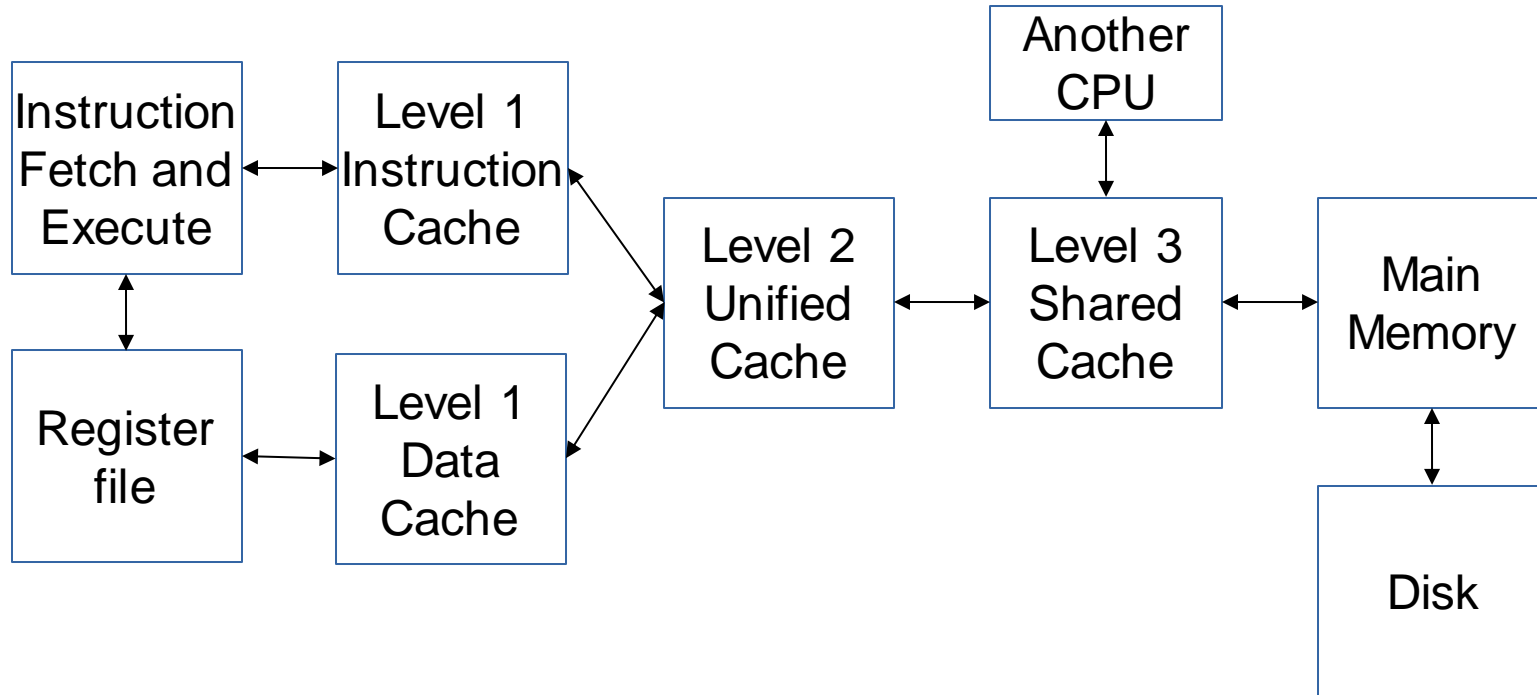 Instruction
Fetch and
Execute
Level 1
Instruction
Cache
Register
file
Level 1
Data
Cache
Level 2
Unified
Cache
Another
CPU
Level 3
Shared
Cache
Main
Memory
Disk